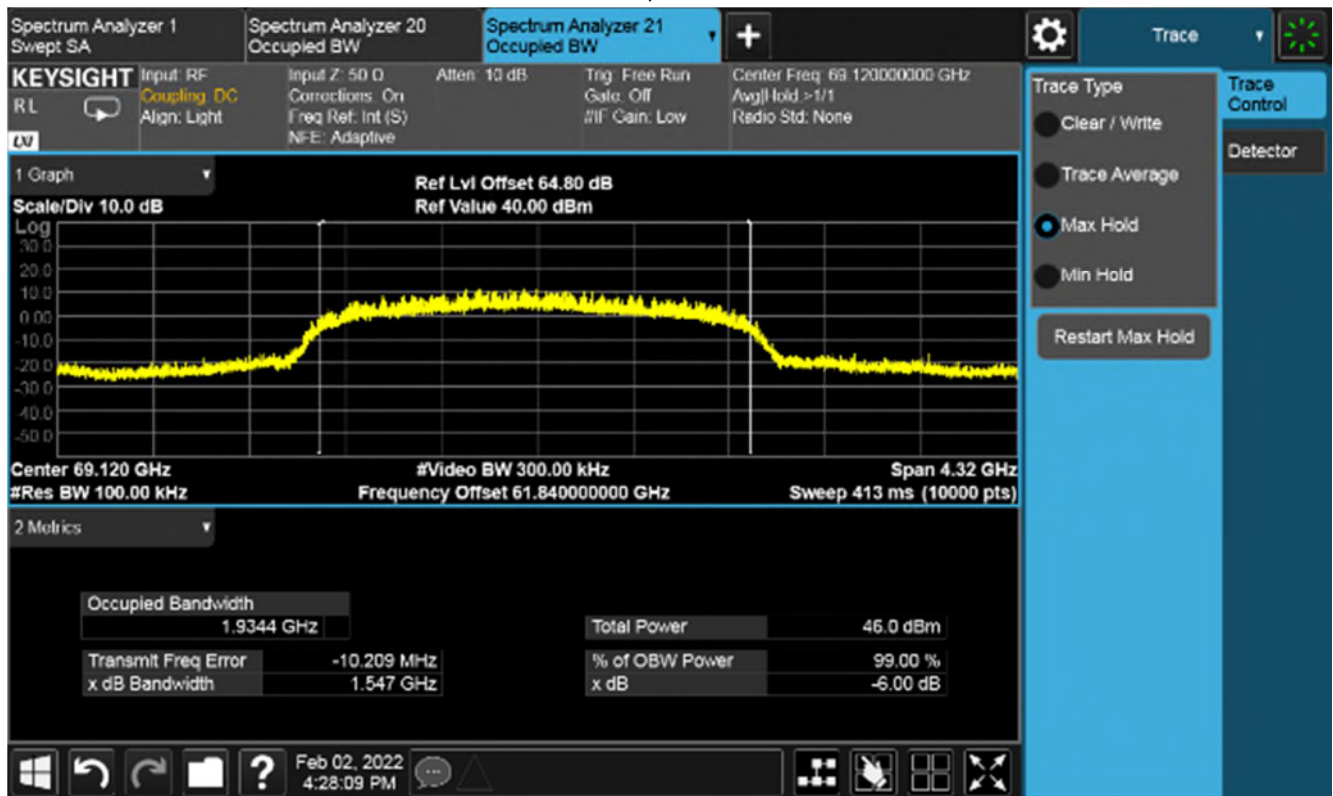 Spectrum Analyzer 1
Swept SA
Spectrum Analyzer 20
Occupied BW
Spectrum Analyzer 21
Occupied BW
Trace
KEYSIGHT
RL
LXI
Input: RF
Coupling: DC
Align: Light
Input Z: 50 Ω
Corrections: On
Freq Ref: Int (S)
NFE: Adaptive
Atten: 10 dB
Trig: Free Run
Gate: Off
#IF Gain: Low
Center Freq: 69.120000000 GHz
Avg|Hold:>1/1
Radio Std: None
Trace Type
Clear / Write
Trace Average
Max Hold
Min Hold
Restart Max Hold
Trace
Control
Detector
1 Graph
Scale/Div 10.0 dB
Ref Lvl Offset 64.80 dB
Ref Value 40.00 dBm
Log
30.0
20.0
10.0
0.00
-10.0
-20.0
-30.0
-40.0
-50.0
Center 69.120 GHz
#Video BW 300.00 kHz
Span 4.32 GHz
#Res BW 100.00 kHz
Frequency Offset 61.840000000 GHz
Sweep 413 ms (10000 pts)
2 Metrics
Occupied Bandwidth
1.9344 GHz
Total Power 46.0 dBm
Transmit Freq Error -10.209 MHz
% of OBW Power 99.00 %
x dB Bandwidth 1.547 GHz
x dB -6.00 dB
?
Feb 02, 2022
4:28:09 PM